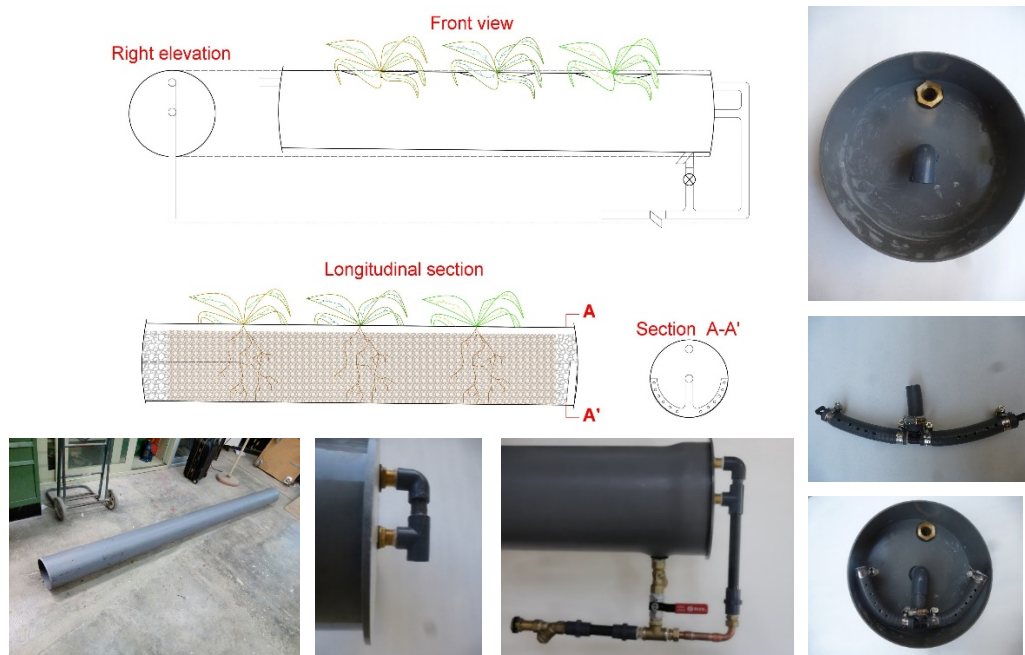 Front view
Right elevation
Longitudinal section
A
Section A-A'
A'